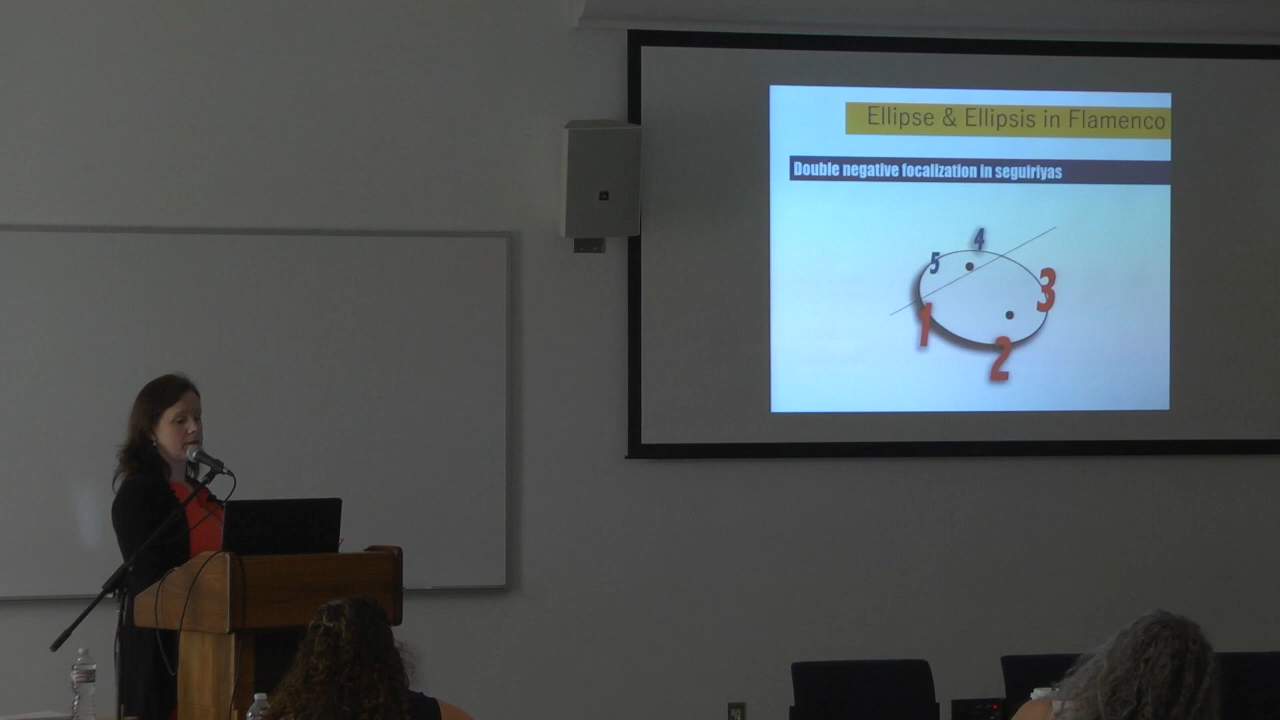 Ellipse & Ellipsis in Flamenco
Double negative focalization in seguiriyas
4
5
3
1
2